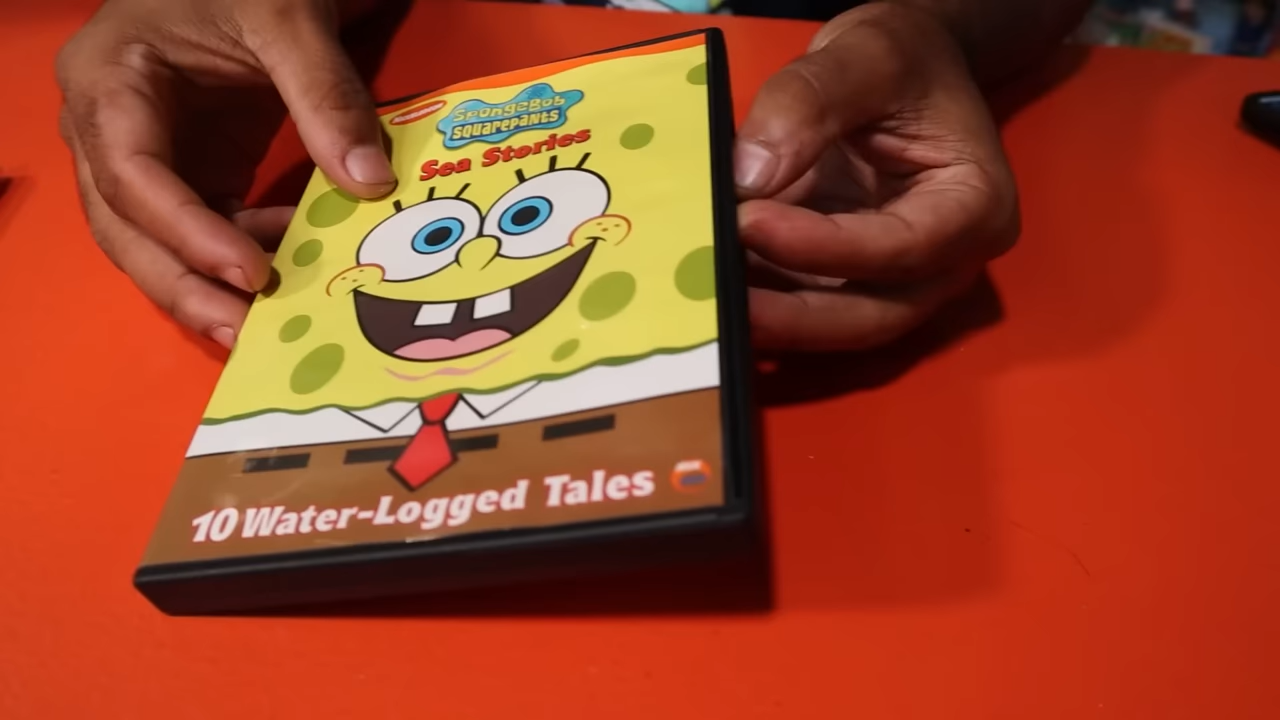 NICKELODEON
SpongeBob
SQUAREPANTS
Sea Stories
10 Water-Logged Tales